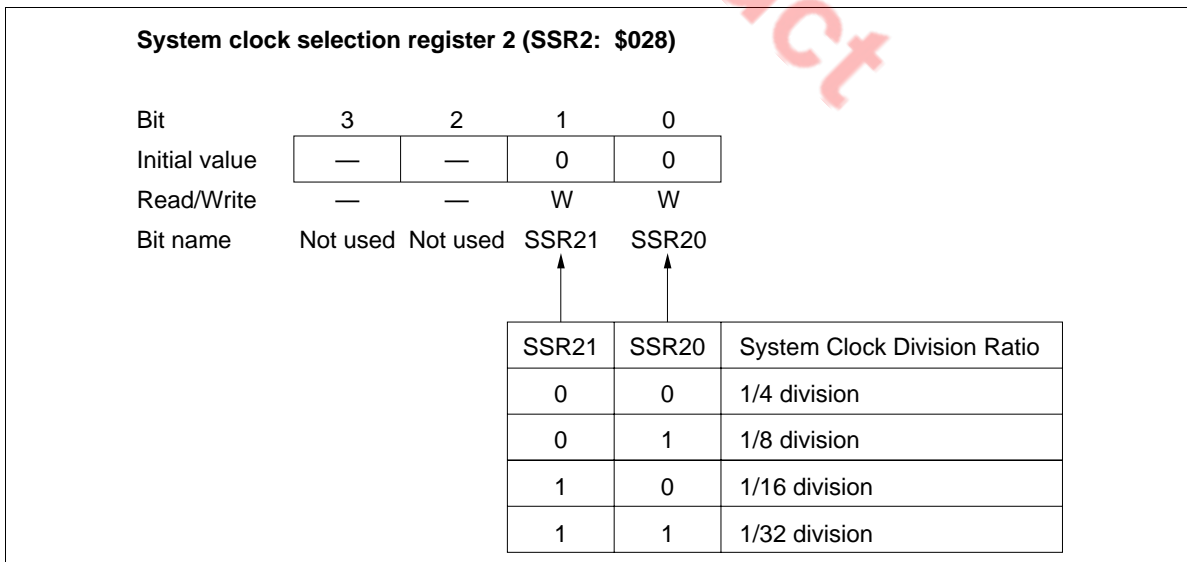 System clock selection register 2 (SSR2: $028)
Bit 3 2 1 0
Initial value — — 0 0
Read/Write — — W W
Bit name Not used Not used SSR21 SSR20
SSR21 SSR20 System Clock Division Ratio
0 0 1/4 division
0 1 1/8 division
1 0 1/16 division
1 1 1/32 division